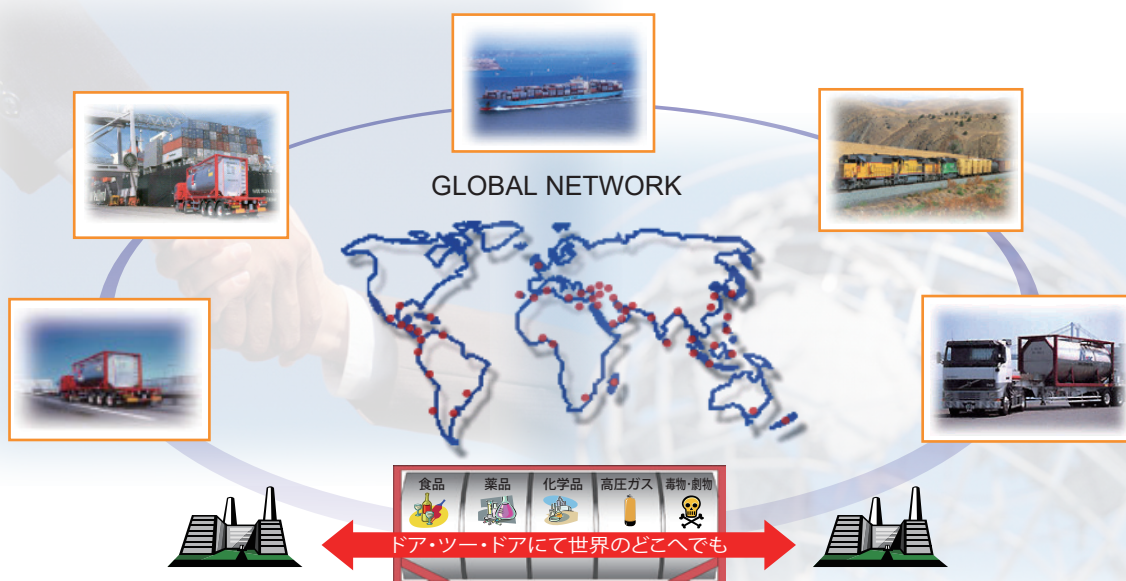 GLOBAL NETWORK
食品
薬品
化学品
高圧ガス
毒物・劇物
ドア・ツー・ドアにて世界のどこへでも